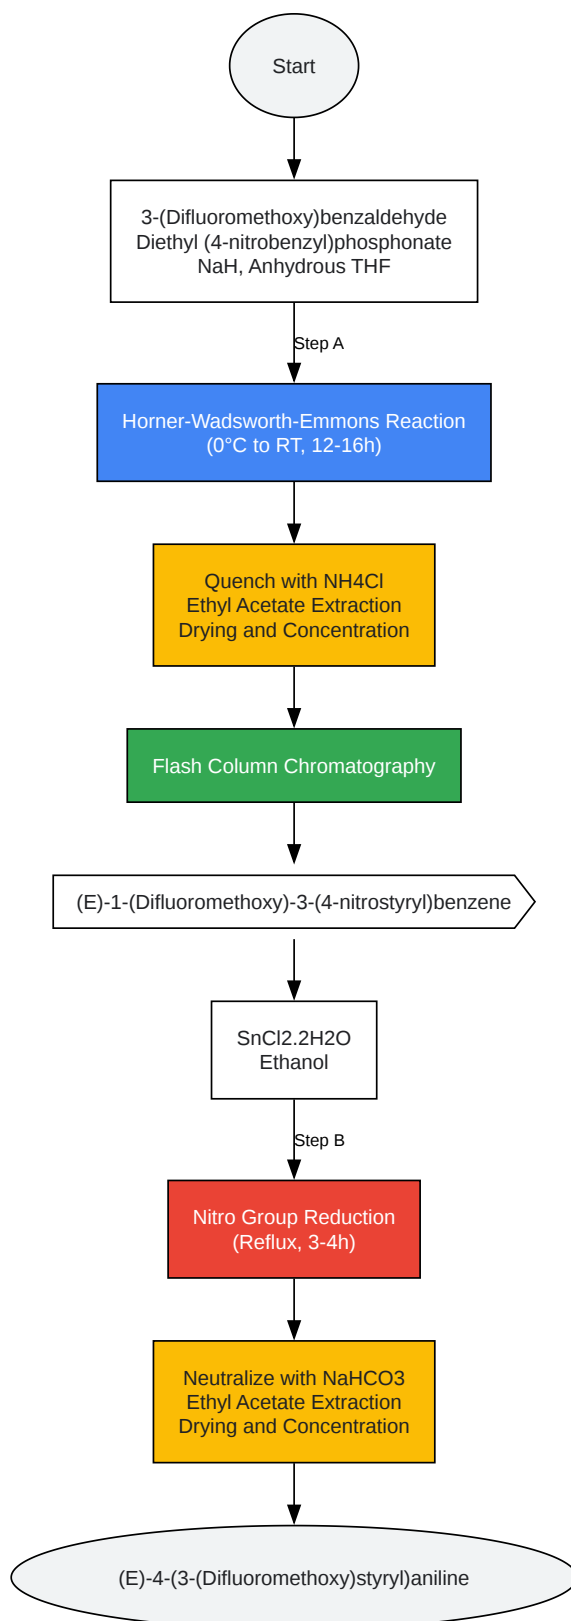 Start
3-(Difluoromethoxy)benzaldehyde
Diethyl (4-nitrobenzyl)phosphonate
NaH, Anhydrous THF
Step A
Horner-Wadsworth-Emmons Reaction
(0°C to RT, 12-16h)
Quench with NH4Cl
Ethyl Acetate Extraction
Drying and Concentration
Flash Column Chromatography
(E)-1-(Difluoromethoxy)-3-(4-nitrostyryl)benzene
SnCl2.2H2O
Ethanol
Step B
Nitro Group Reduction
(Reflux, 3-4h)
Neutralize with NaHCO3
Ethyl Acetate Extraction
Drying and Concentration
(E)-4-(3-(Difluoromethoxy)styryl)aniline